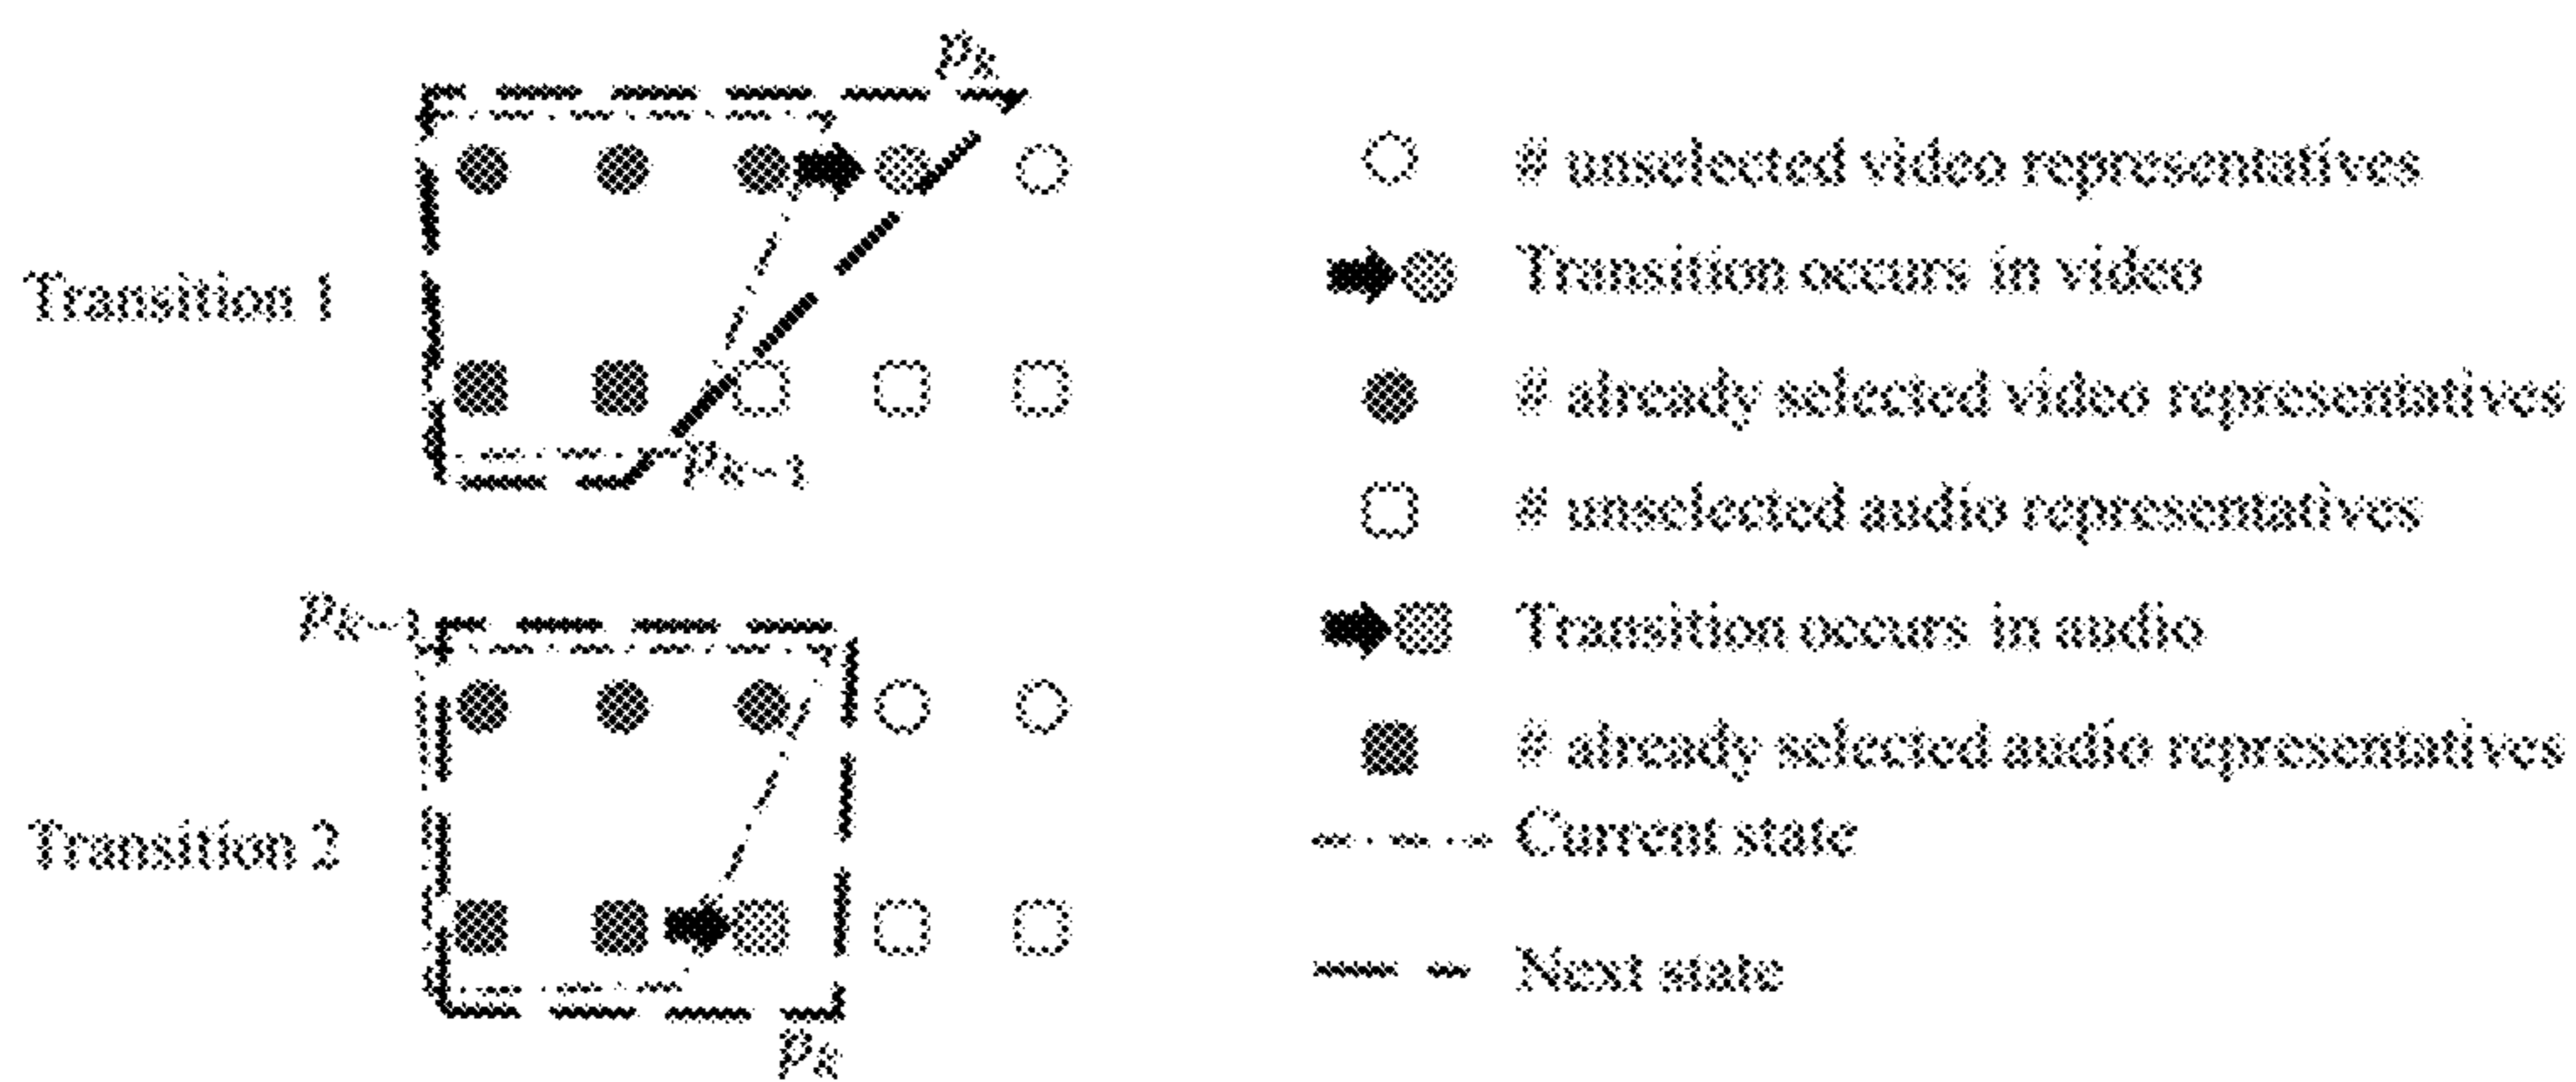 p_K
Transition 1
p_{K-1}
p_{K-1}
Transition 2
p_K
# unselected video representatives
Transition occurs in video
# already selected video representatives
# unselected audio representatives
Transition occurs in audio
# already selected audio representatives
Current state
Next state